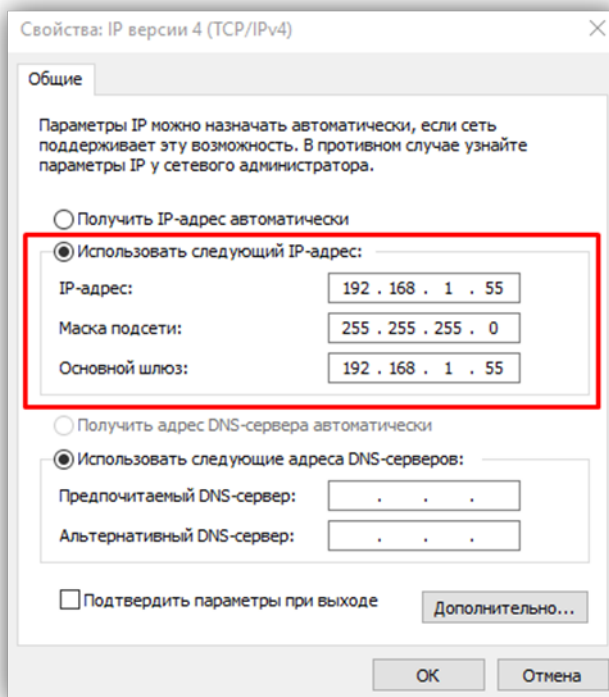 Свойства: IP версии 4 (TCP/IPv4)
Общие
Параметры IP можно назначать автоматически, если сеть
поддерживает эту возможность. В противном случае узнайте
параметры IP у сетевого администратора.
Получить IP-адрес автоматически
Использовать следующий IP-адрес:
IP-адрес: 192 . 168 . 1 . 55
Маска подсети: 255 . 255 . 255 . 0
Основной шлюз: 192 . 168 . 1 . 55
Получить адрес DNS-сервера автоматически
Использовать следующие адреса DNS-серверов:
Предпочитаемый DNS-сервер: . . .
Альтернативный DNS-сервер: . . .
Подтвердить параметры при выходе Дополнительно...
ОК Отмена